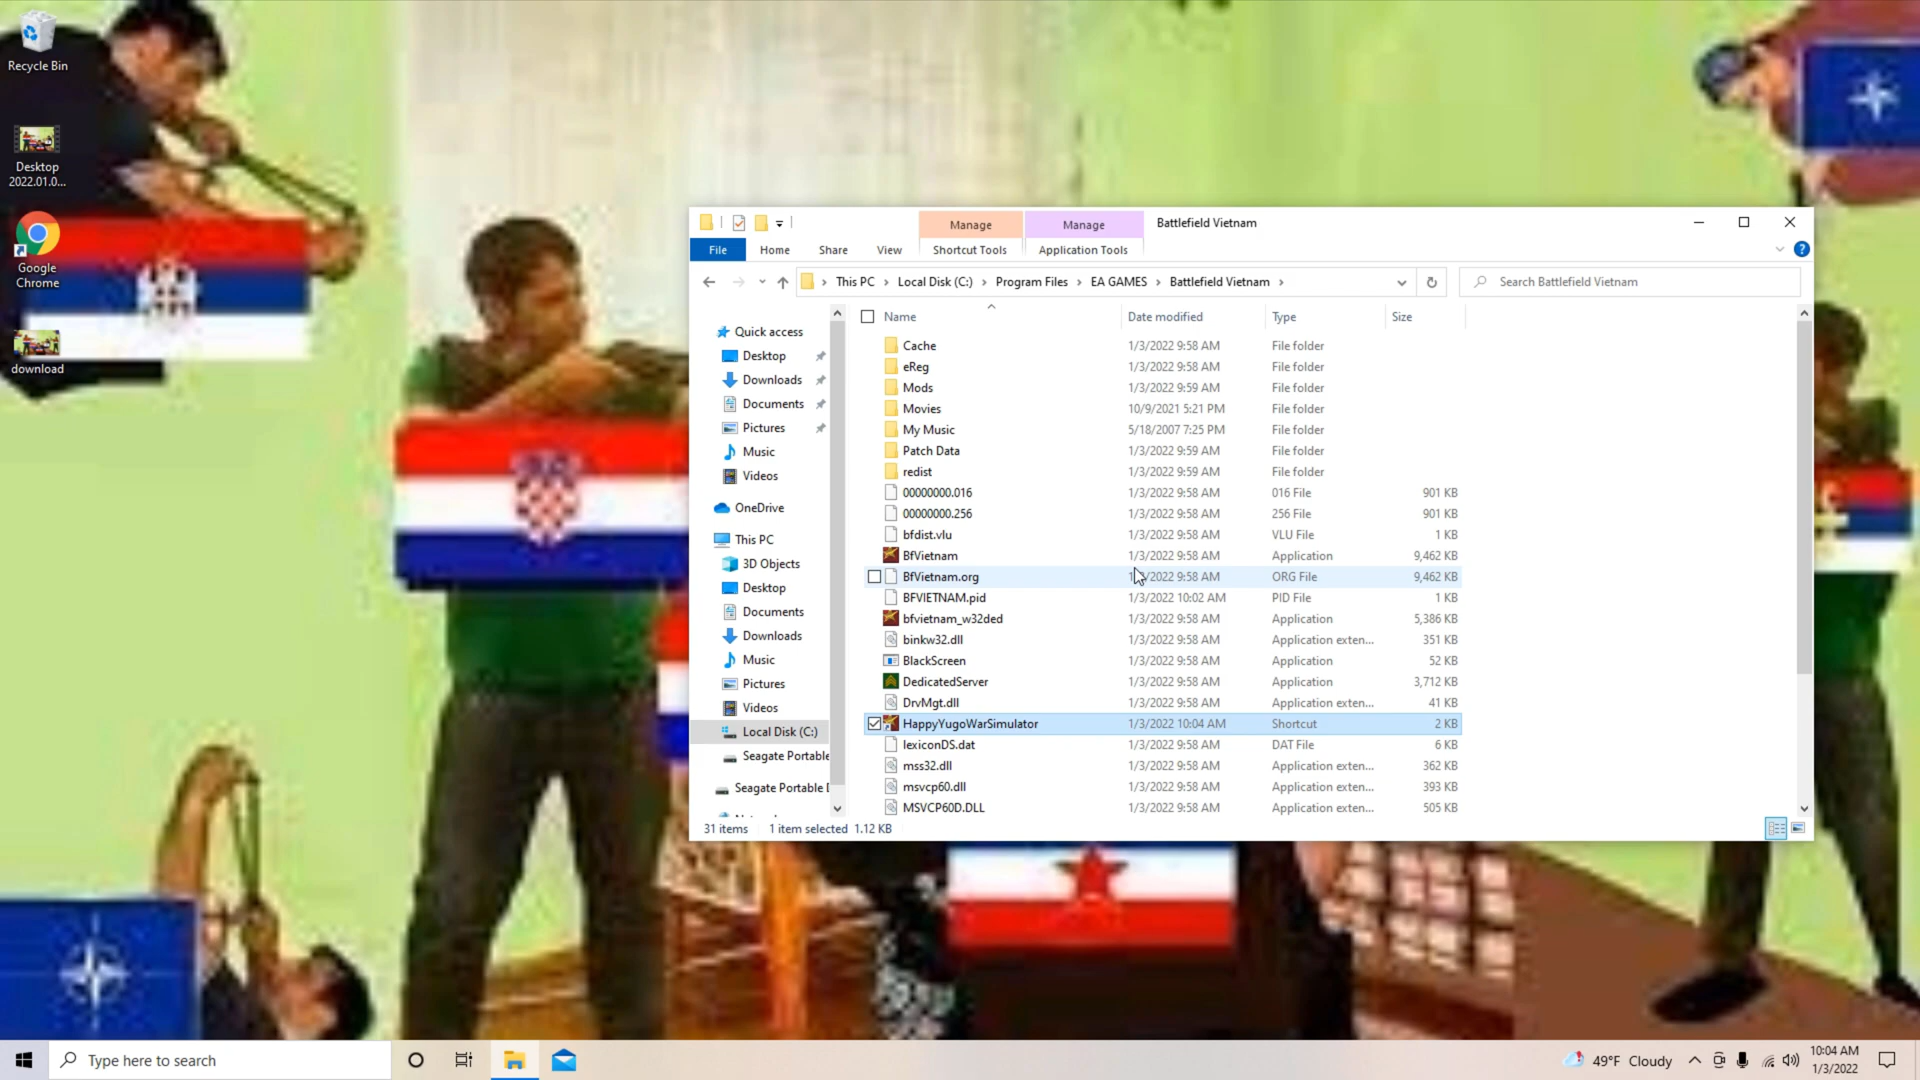 Recycle Bin
Desktop
2022.01.0...
Google
Chrome
download
Manage
Manage
Battlefield Vietnam
File
Home
Share
View
Shortcut Tools
Application Tools
This PC > Local Disk (C:) > Program Files > EA GAMES > Battlefield Vietnam >
Search Battlefield Vietnam
Quick access
Desktop
Downloads
Documents
Pictures
Music
Videos
OneDrive
This PC
3D Objects
Desktop
Documents
Downloads
Music
Pictures
Videos
Local Disk (C:)
Seagate Portable
Seagate Portable D
Name Date modified Type Size
Cache 1/3/2022 9:58 AM File folder
eReg 1/3/2022 9:58 AM File folder
Mods 1/3/2022 9:59 AM File folder
Movies 10/9/2021 5:21 PM File folder
My Music 5/18/2007 7:25 PM File folder
Patch Data 1/3/2022 9:59 AM File folder
redist 1/3/2022 9:59 AM File folder
00000000.016 1/3/2022 9:58 AM 016 File 901 KB
00000000.256 1/3/2022 9:58 AM 256 File 901 KB
bfdist.vlu 1/3/2022 9:58 AM VLU File 1 KB
BfVietnam 1/3/2022 9:58 AM Application 9,462 KB
BfVietnam.org 1/3/2022 9:58 AM ORG File 9,462 KB
BFVIETNAM.pid 1/3/2022 10:02 AM PID File 1 KB
bfvietnam_w32ded 1/3/2022 9:58 AM Application 5,386 KB
binkw32.dll 1/3/2022 9:58 AM Application exten... 351 KB
BlackScreen 1/3/2022 9:58 AM Application 52 KB
DedicatedServer 1/3/2022 9:58 AM Application 3,712 KB
DrvMgt.dll 1/3/2022 9:58 AM Application exten... 41 KB
HappyYugoWarSimulator 1/3/2022 10:04 AM Shortcut 2 KB
lexiconDS.dat 1/3/2022 9:58 AM DAT File 6 KB
mss32.dll 1/3/2022 9:58 AM Application exten... 362 KB
msvcp60.dll 1/3/2022 9:58 AM Application exten... 393 KB
MSVCP60D.DLL 1/3/2022 9:58 AM Application exten... 505 KB
31 items 1 item selected 1.12 KB
Type here to search
49°F Cloudy
10:04 AM
1/3/2022